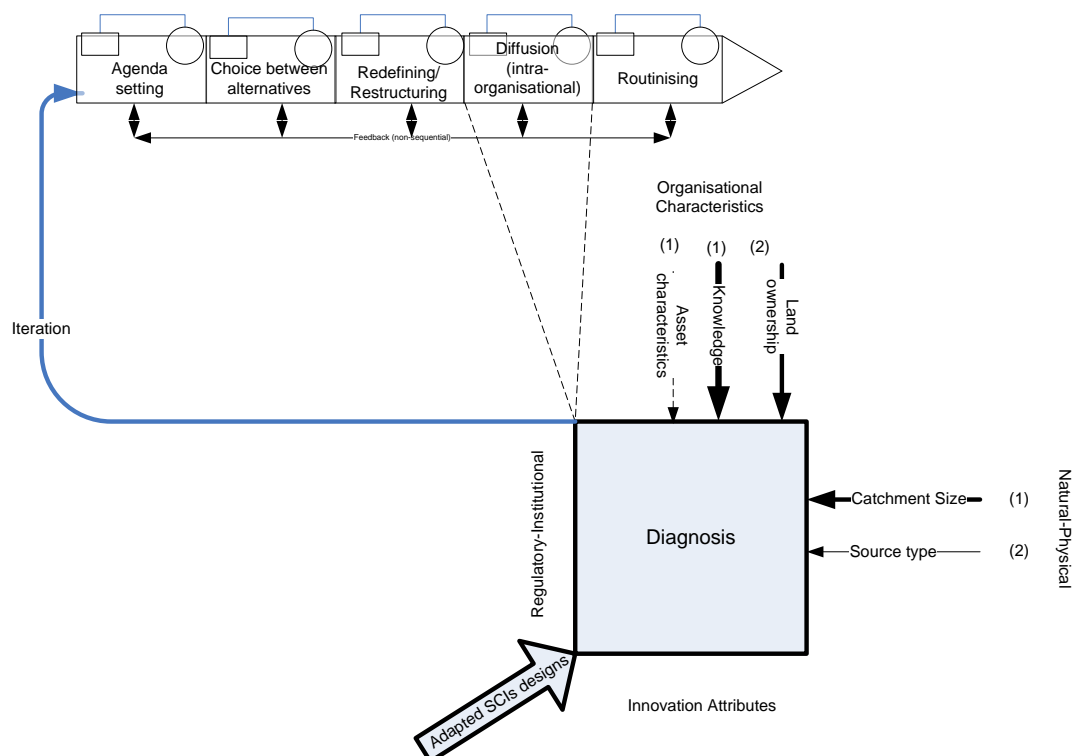 Agenda
setting
Choice between
alternatives
Redefining/
Restructuring
Diffusion
(intra-
organisational)
Routinising
Feedback (non-sequential)
Organisational
Characteristics
(1)
(1)
(2)
Asset
characteristics
Knowledge
Land
ownership
Iteration
Regulatory-Institutional
Diagnosis
Catchment Size
(1)
Source type
(2)
Natural-Physical
Adapted SCIs designs
Innovation Attributes